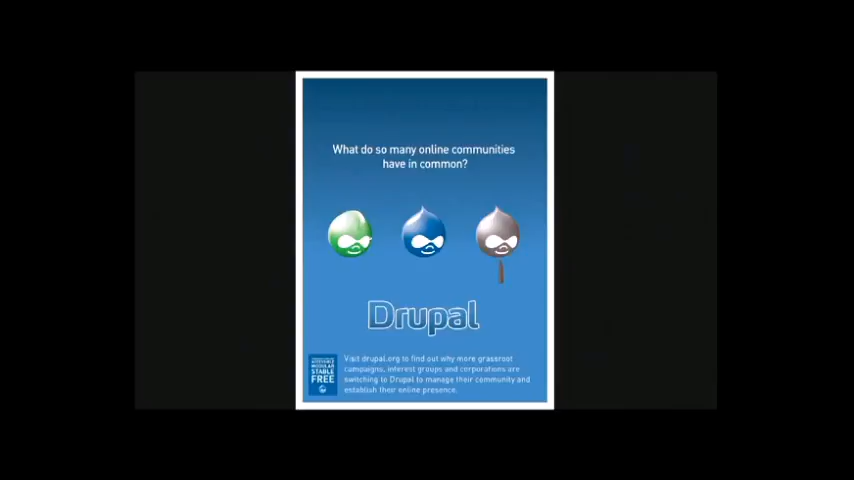 What do so many online communities
have in common?
Drupal
MODULAR
STABLE
FREE
Visit drupal.org to find out why more grassroot
campaigns, interest groups and corporations are
switching to Drupal to manage their community and
establish their online presence.